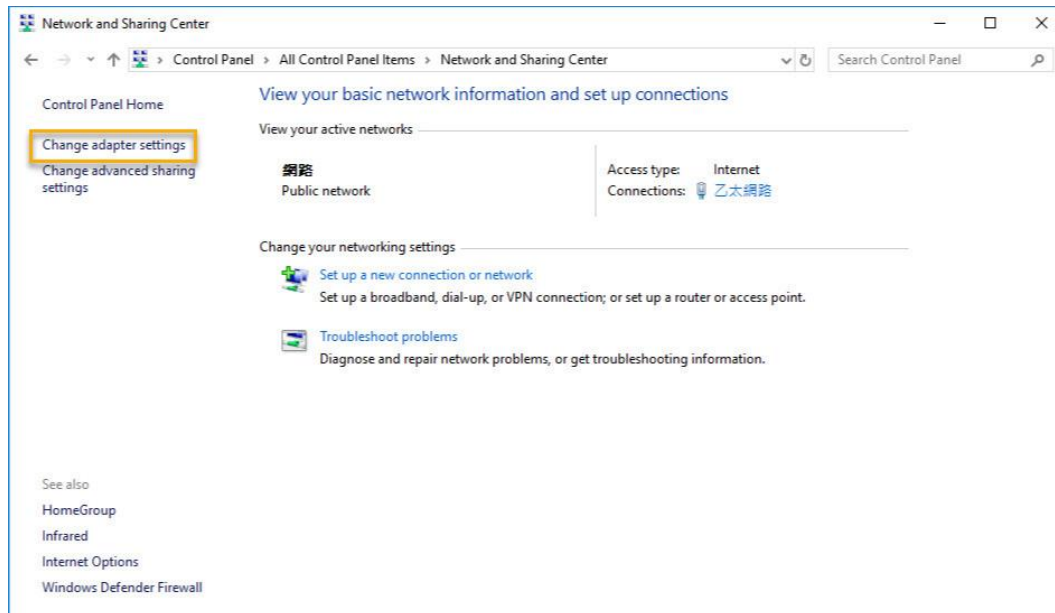 Network and Sharing Center
Control Panel > All Control Panel Items > Network and Sharing Center
Search Control Panel
Control Panel Home
Change adapter settings
Change advanced sharing
settings
View your basic network information and set up connections
View your active networks
網路
Public network
Access type: Internet
Connections: 乙太網路
Change your networking settings
Set up a new connection or network
Set up a broadband, dial-up, or VPN connection; or set up a router or access point.
Troubleshoot problems
Diagnose and repair network problems, or get troubleshooting information.
See also
HomeGroup
Infrared
Internet Options
Windows Defender Firewall